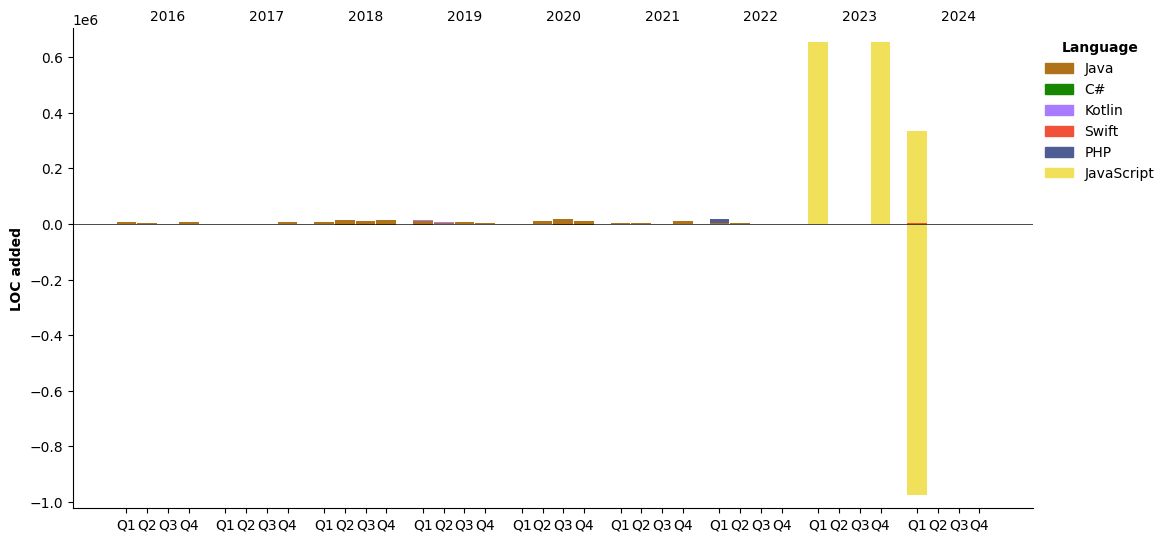 1e6
2016 2017 2018 2019 2020 2021 2022 2023 2024
0.6
0.4
0.2
0.0
−0.2
−0.4
−0.6
−0.8
−1.0
LOC added
Q1 Q2 Q3 Q4 Q1 Q2 Q3 Q4 Q1 Q2 Q3 Q4 Q1 Q2 Q3 Q4 Q1 Q2 Q3 Q4 Q1 Q2 Q3 Q4 Q1 Q2 Q3 Q4 Q1 Q2 Q3 Q4 Q1 Q2 Q3 Q4
Language
Java
C#
Kotlin
Swift
PHP
JavaScript